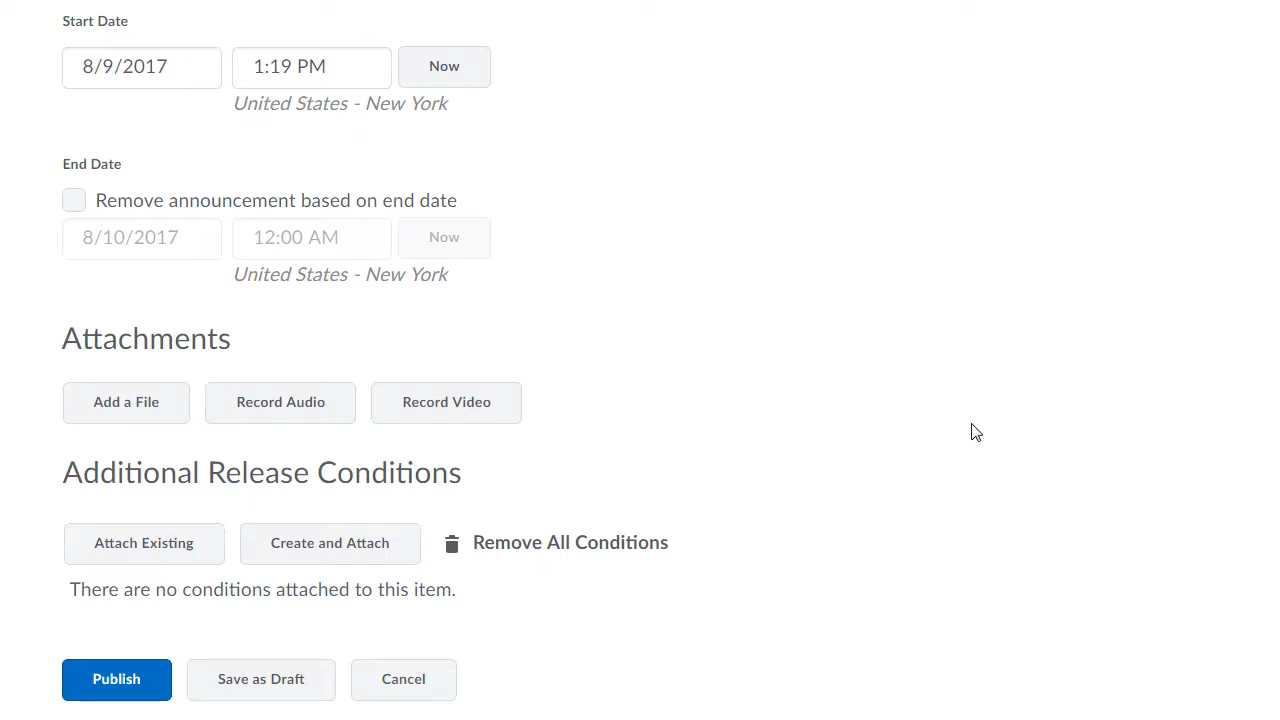 Start Date
8/9/2017 1:19 PM Now
United States - New York
End Date
Remove announcement based on end date
8/10/2017 12:00 AM Now
United States - New York
Attachments
Add a File Record Audio Record Video
Additional Release Conditions
Attach Existing Create and Attach Remove All Conditions
There are no conditions attached to this item.
Publish Save as Draft Cancel